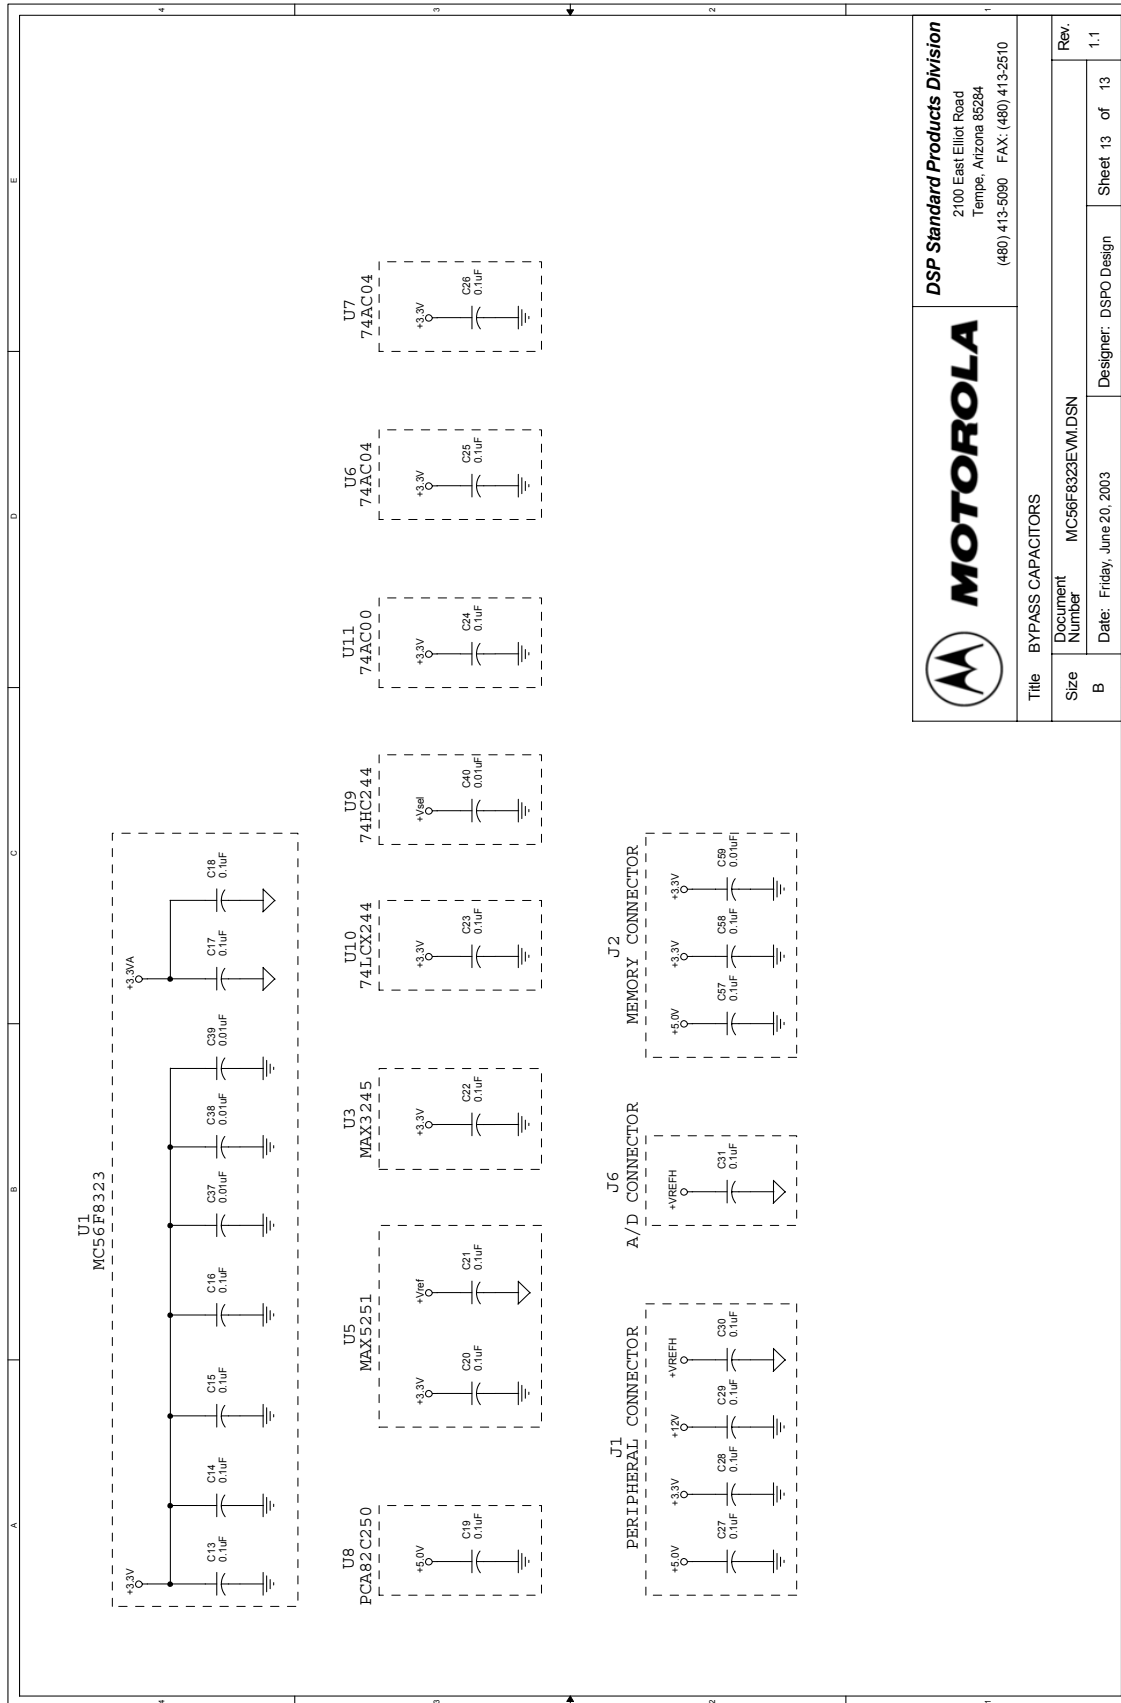 A
B
C
D
E
4
3
2
1
4
3
2
1
U1
MC56F8323
+3.3V
C13
0.1uF
C14
0.1uF
C15
0.1uF
C16
0.1uF
C37
0.01uF
C38
0.01uF
C39
0.01uF
+3.3VA
C17
0.1uF
C18
0.1uF
U8
PCA82C250
+5.0V
C19
0.1uF
U5
MAX5251
+3.3V
C20
0.1uF
+Vref
C21
0.1uF
U3
MAX3245
+3.3V
C22
0.1uF
U10
74LCX244
+3.3V
C23
0.1uF
U9
74HC244
+Vsel
C40
0.01uF
U11
74AC00
+3.3V
C24
0.1uF
U6
74AC04
+3.3V
C25
0.1uF
U7
74AC04
+3.3V
C26
0.1uF
J1
PERIPHERAL CONNECTOR
+5.0V
C27
0.1uF
+3.3V
C28
0.1uF
+12V
C29
0.1uF
+VREFH
C30
0.1uF
J6
A/D CONNECTOR
+VREFH
C31
0.1uF
J2
MEMORY CONNECTOR
+5.0V
C57
0.1uF
+3.3V
C58
0.1uF
+3.3V
C59
0.01uF
MOTOROLA
DSP Standard Products Division
2100 East Elliot Road
Tempe, Arizona 85284
(480) 413-5090 FAX: (480) 413-2510
Title BYPASS CAPACITORS
Size
B
Document
Number
MC56F8323EVM.DSN
Rev.
1.1
Date: Friday, June 20, 2003
Designer: DSPO Design
Sheet 13 of 13